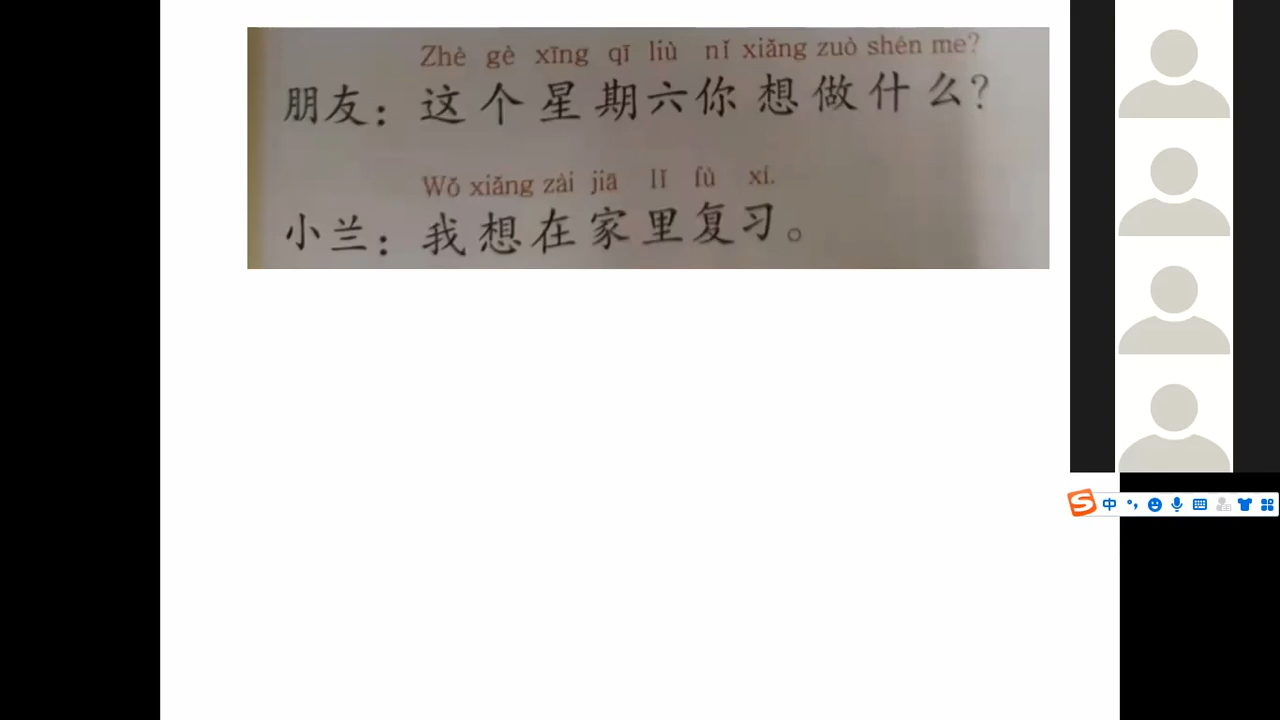 Zhè gè xīng qī liù nǐ xiǎng zuò shén me?
朋友：这个星期六你想做什么？
Wǒ xiǎng zài jiā lǐ fù xí.
小兰：我想在家里复习。
中